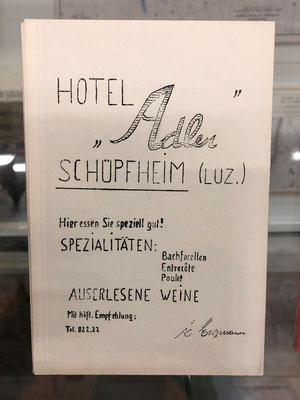 HOTEL
„Adler”
SCHÜPFHEIM (LUZ.)
Hier essen Sie speziell gut!
SPEZIALITÄTEN:
Bachforellen
Entrecôte
Poulet
AUSERLESENE WEINE
Mit höfl. Empfehlung:
Tel. 82 2.22